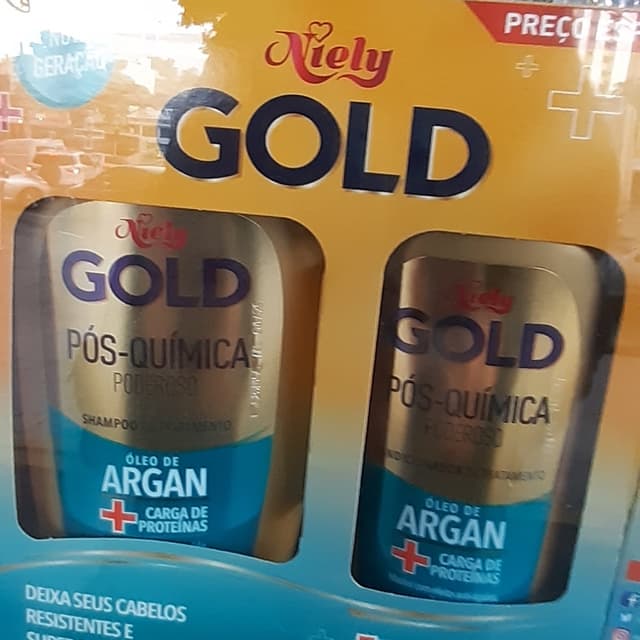 GERAÇÃO
PREÇO
Niely
GOLD
Niely
GOLD
PÓS-QUÍMICA
PODEROSO
SHAMPOO
ÓLEO DE
ARGAN
+ CARGA DE
PROTEÍNAS
Niely
GOLD
PÓS-QUÍMICA
PODEROSO
ÓLEO DE
ARGAN
+ CARGA DE
PROTEÍNAS
DEIXA SEUS CABELOS
RESISTENTES E